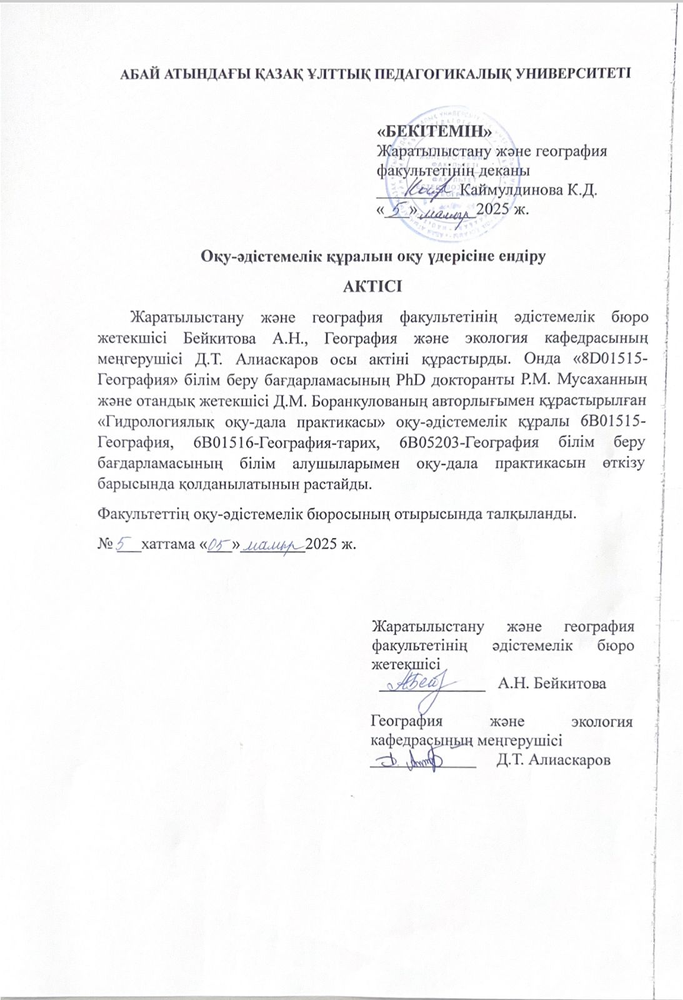 АБАЙ АТЫНДАҒЫ ҚАЗАҚ ҰЛТТЫҚ ПЕДАГОГИКАЛЫҚ УНИВЕРСИТЕТІ
«БЕКІТЕМІН»
Жаратылыстану және география
факультетінің деканы
Каймулдинова К.Д.
«5» мамыр 2025 ж.
Оқу-әдістемелік құралын оқу үдерісіне ендіру
АКТІСІ
Жаратылыстану және география факультетінің әдістемелік бюро
жетекшісі Бейкитова А.Н., География және экология кафедрасының
меңгерушісі Д.Т. Алиаскаров осы актіні құрастырды. Онда «8D01515-
География» білім беру бағдарламасының PhD докторанты Р.М. Мусаханның
және отандық жетекшісі Д.М. Боранкулованың авторлығымен құрастырылған
«Гидрологиялық оқу-дала практикасы» оқу-әдістемелік құралы 6В01515-
География, 6В01516-География-тарих, 6В05203-География білім беру
бағдарламасының білім алушыларымен оқу-дала практикасын өткізу
барысында қолданылатынын растайды.
Факультеттің оқу-әдістемелік бюросының отырысында талқыланды.
№ 5 хаттама «05» мамыр 2025 ж.
Жаратылыстану және география
факультетінің әдістемелік бюро
жетекшісі
А.Н. Бейкитова
География және экология
кафедрасының меңгерушісі
Д.Т. Алиаскаров